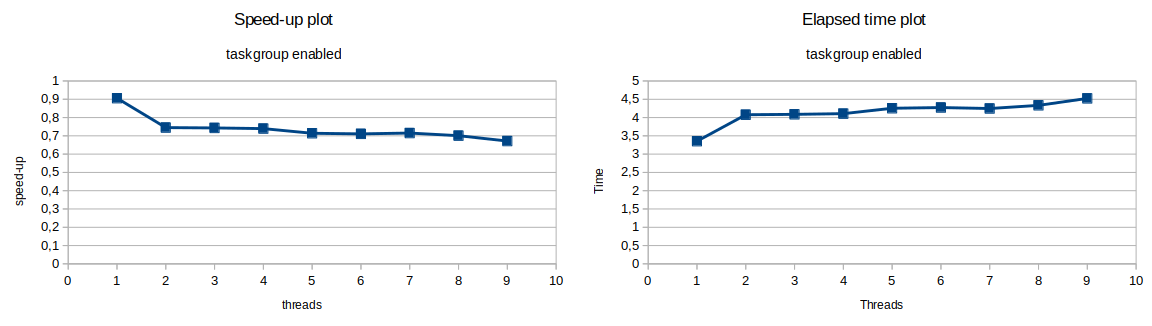 Speed-up plot
taskgroup enabled
1
0,9
0,8
0,7
0,6
0,5
0,4
0,3
0,2
0,1
0
0 1 2 3 4 5 6 7 8 9 10
speed-up
threads
Elapsed time plot
taskgroup enabled
5
4,5
4
3,5
3
2,5
2
1,5
1
0,5
0
0 1 2 3 4 5 6 7 8 9 10
Time
Threads